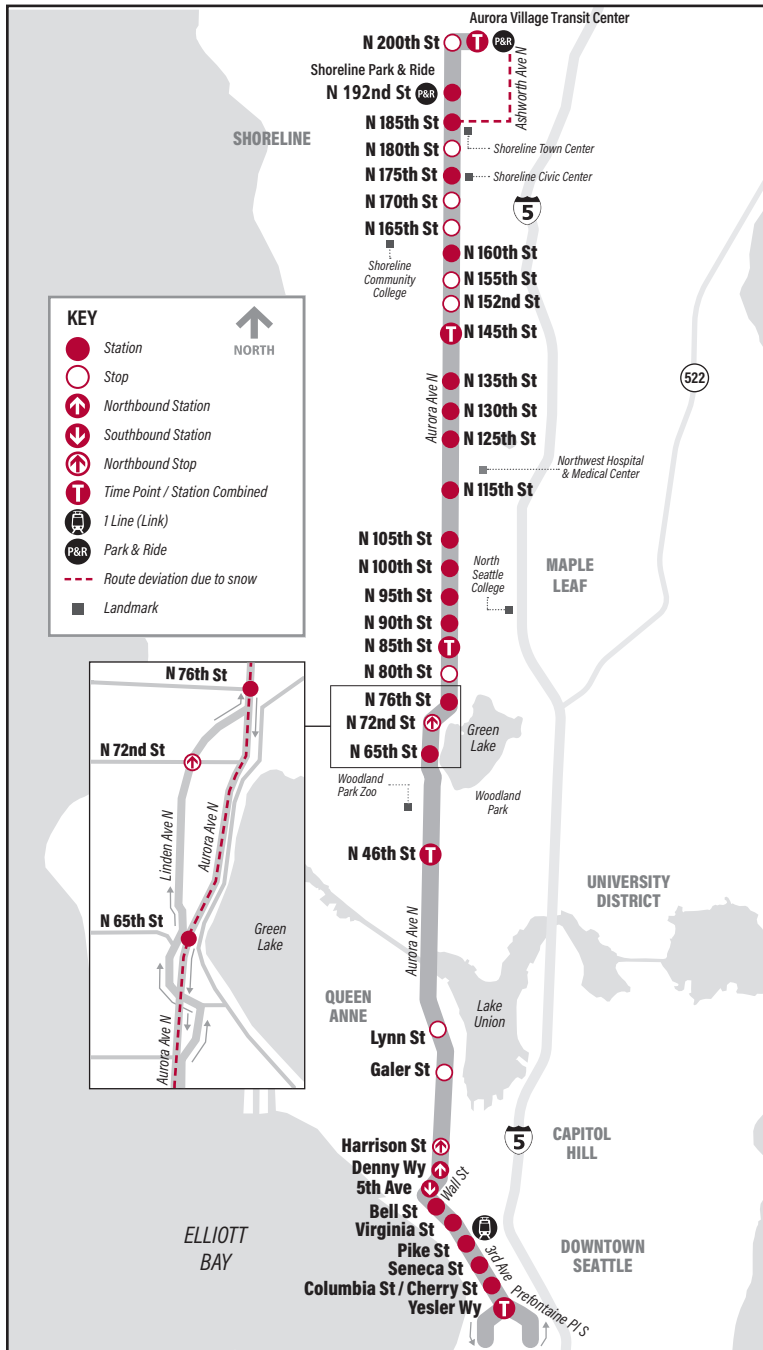 Aurora Village Transit Center
N 200th St
T
P&R
Shoreline Park & Ride
N 192nd St
P&R
Ashworth Ave N
N 185th St
SHORELINE
N 180th St
Shoreline Town Center
N 175th St
Shoreline Civic Center
N 170th St
5
N 165th St
N 160th St
Shoreline
Community
College
N 155th St
N 152nd St
T
N 145th St
KEY
NORTH
Station
Stop
Northbound Station
Southbound Station
Northbound Stop
T
Time Point / Station Combined
1 Line (Link)
P&R
Park & Ride
Route deviation due to snow
Landmark
522
N 135th St
Aurora Ave N
N 130th St
N 125th St
Northwest Hospital
& Medical Center
N 115th St
N 105th St
N 100th St
North
Seattle
College
MAPLE
LEAF
N 95th St
N 90th St
N 85th St
T
N 80th St
N 76th St
N 72nd St
Green
Lake
N 65th St
N 76th St
N 72nd St
Linden Ave N
Aurora Ave N
N 65th St
Green
Lake
Aurora Ave N
Woodland
Park Zoo
Woodland
Park
N 46th St
T
UNIVERSITY
DISTRICT
Aurora Ave N
QUEEN
ANNE
Lake
Union
Lynn St
Galer St
Harrison St
5
CAPITOL
HILL
Denny Wy
5th Ave
Wall St
Bell St
Virginia St
ELLIOTT
BAY
Pike St
3rd Ave
DOWNTOWN
SEATTLE
Seneca St
Columbia St / Cherry St
Yesler Wy
T
Prefontaine Pl S